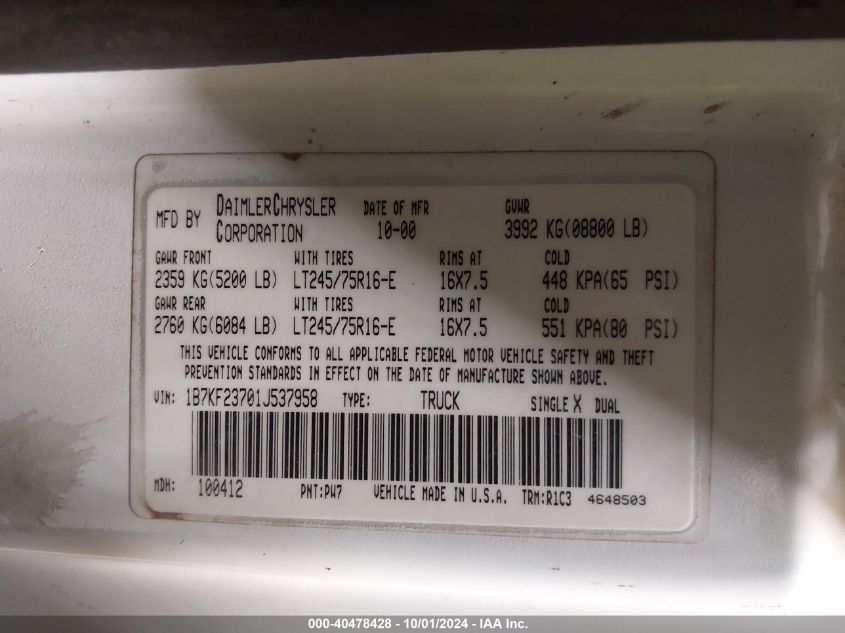 MFD BY DAIMLERCHRYSLER CORPORATION DATE OF MFR 10-00 GVWR 3992 KG(08800 LB)
GAWR FRONT WITH TIRES RIMS AT COLD
2359 KG(5200 LB) LT245/75R16-E 16X7.5 448 KPA(65 PSI)
GAWR REAR WITH TIRES RIMS AT COLD
2760 KG(6084 LB) LT245/75R16-E 16X7.5 551 KPA(80 PSI)
THIS VEHICLE CONFORMS TO ALL APPLICABLE FEDERAL MOTOR VEHICLE SAFETY AND THEFT
PREVENTION STANDARDS IN EFFECT ON THE DATE OF MANUFACTURE SHOWN ABOVE.
VIN: 1B7KF23701J537958 TYPE: TRUCK SINGLE X DUAL
MDH: 100412 PNT:PW7 VEHICLE MADE IN U.S.A. TRM:R1C3 4648503
000-40478428 - 10/01/2024 - IAA Inc.